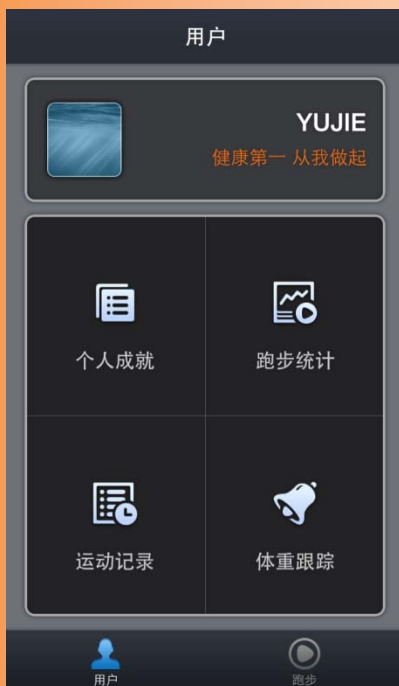 用户
YUJIE
健康第一 从我做起
个人成就
跑步统计
运动记录
体重跟踪
用户
跑步